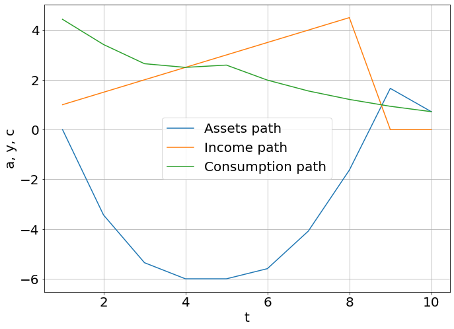 4
2
0
−2
−4
−6
a, y. c
Assets path
Income path
Consumption path
2
4
6
8
10
t